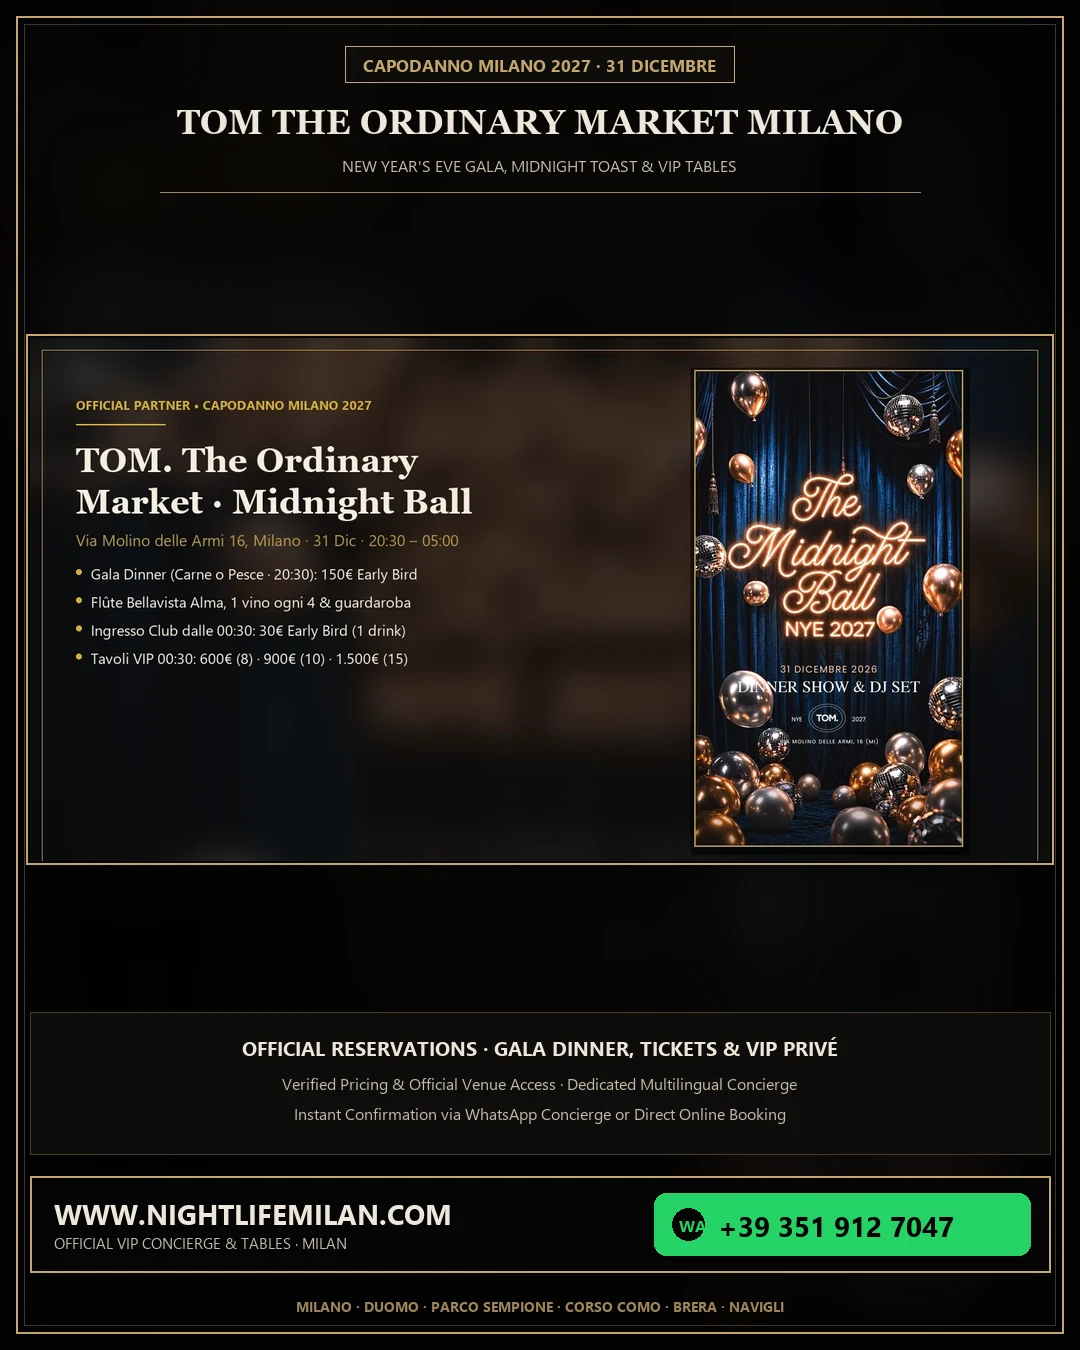 CAPODANNO MILANO 2027 · 31 DICEMBRE
TOM THE ORDINARY MARKET MILANO
NEW YEAR'S EVE GALA, MIDNIGHT TOAST & VIP TABLES
OFFICIAL PARTNER • CAPODANNO MILANO 2027
TOM. The Ordinary
Market · Midnight Ball
Via Molino delle Armi 16, Milano · 31 Dic · 20:30 – 05:00
• Gala Dinner (Carne o Pesce · 20:30): 150€ Early Bird
• Flûte Bellavista Alma, 1 vino ogni 4 & guardaroba
• Ingresso Club dalle 00:30: 30€ Early Bird (1 drink)
• Tavoli VIP 00:30: 600€ (8) · 900€ (10) · 1.500€ (15)
The
Midnight
Ball
NYE 2027
31 DICEMBRE 2026
DINNER SHOW & DJ SET
NYE TOM. 2027
VIA MOLINO DELLE ARMI, 16 (MI)
OFFICIAL RESERVATIONS · GALA DINNER, TICKETS & VIP PRIVÉ
Verified Pricing & Official Venue Access · Dedicated Multilingual Concierge
Instant Confirmation via WhatsApp Concierge or Direct Online Booking
WWW.NIGHTLIFEMILAN.COM
OFFICIAL VIP CONCIERGE & TABLES · MILAN
WA +39 351 912 7047
MILANO · DUOMO · PARCO SEMPIONE · CORSO COMO · BRERA · NAVIGLI